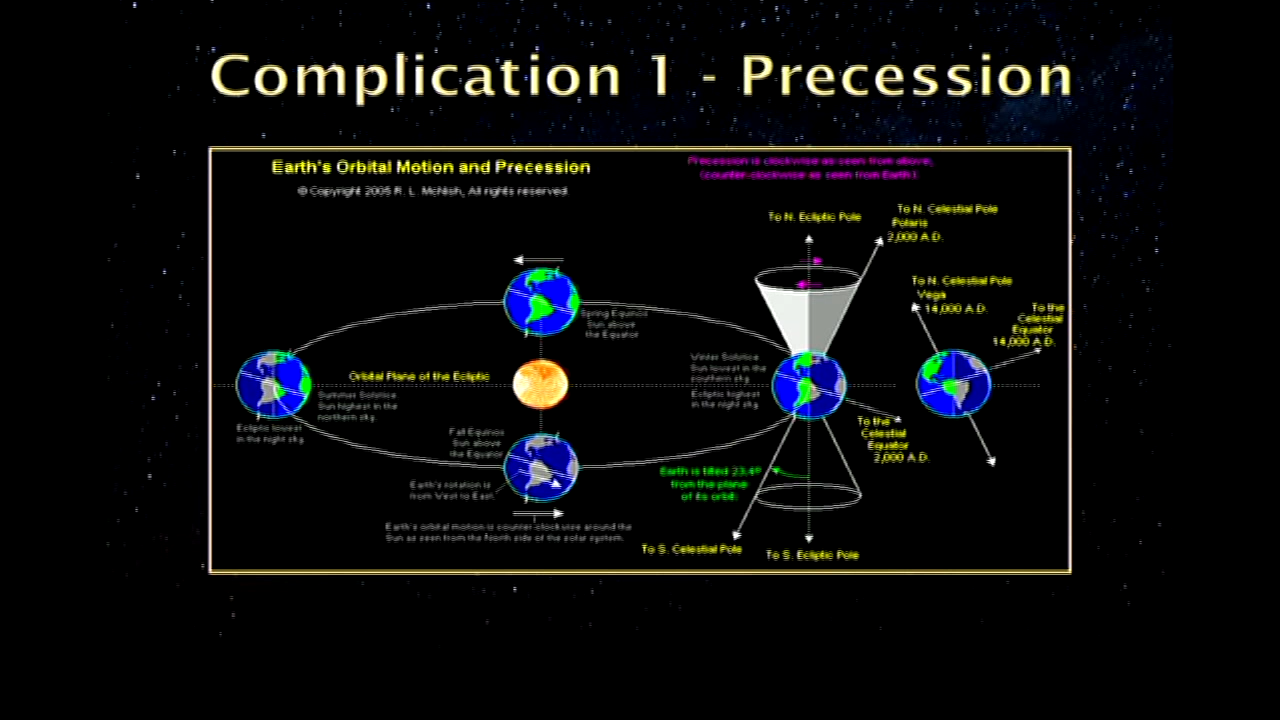 Complication 1 - Precession
Earth's Orbital Motion and Precession
© Copyright 2005 R. L. McNish, All rights reserved.
Precession is clockwise as seen from above,
(counter-clockwise as seen from Earth).
To N. Ecliptic Pole
To N. Celestial Pole
Polaris
2,000 A.D.
To N. Celestial Pole
Vega
14,000 A.D.
To the
Celestial
Equator
14,000 A.D.
Spring Equinox
Sun above
the Equator
Winter Solstice
Sun lowest in the
southern sky.
Ecliptic highest
in the night sky.
Orbital Plane of the Ecliptic
Summer Solstice
Sun highest in the
northern sky.
Ecliptic lowest
in the night sky.
Fall Equinox
Sun above
the Equator
To the
Celestial
Equator
2,000 A.D.
Earth is tilted 23.4º
from the plane
of its orbit.
Earth's rotation is
from West to East.
Earth's orbital motion is counter-clockwise around the
Sun as seen from the North side of the solar system.
To S. Celestial Pole
To S. Ecliptic Pole